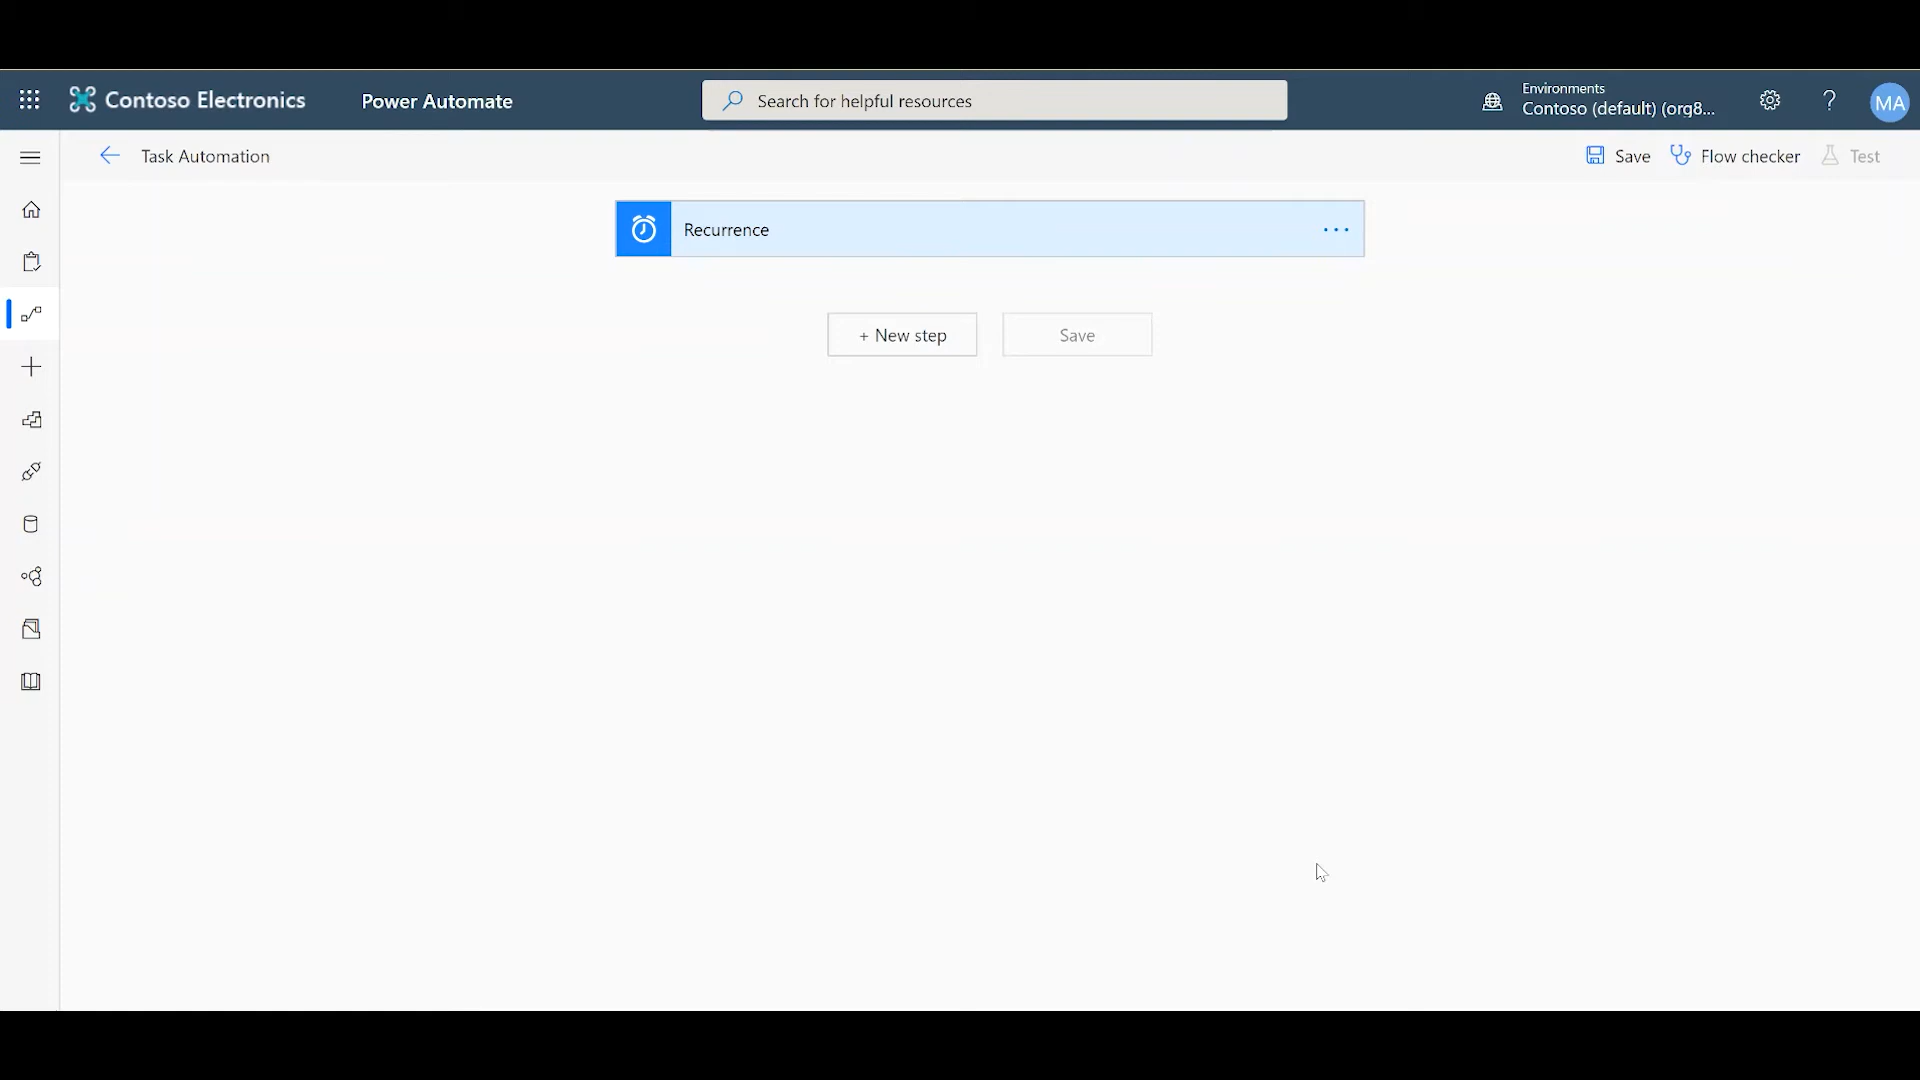 Contoso Electronics
Power Automate
Search for helpful resources
Environments
Contoso (default) (org8...
?
MA
Task Automation
Save
Flow checker
Test
Recurrence
...
+ New step
Save